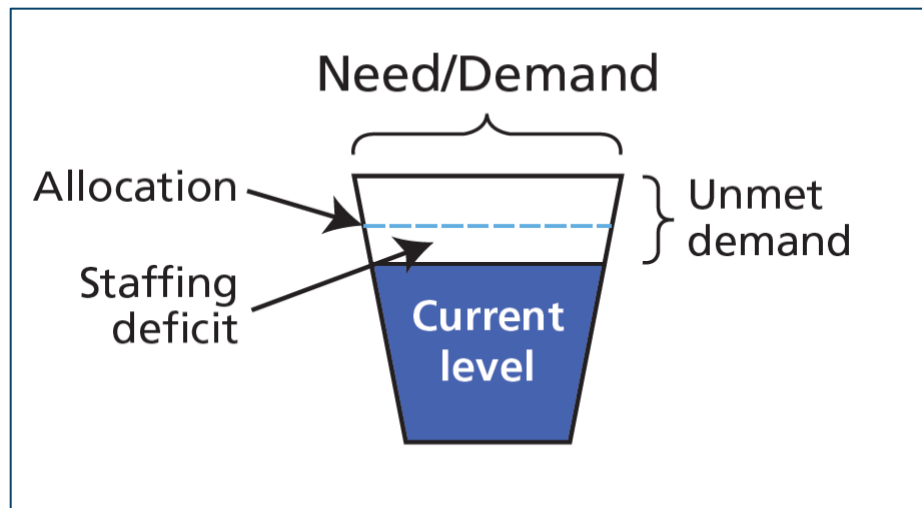 Need/Demand
Allocation
Unmet
demand
Staffing
deficit
Current
level